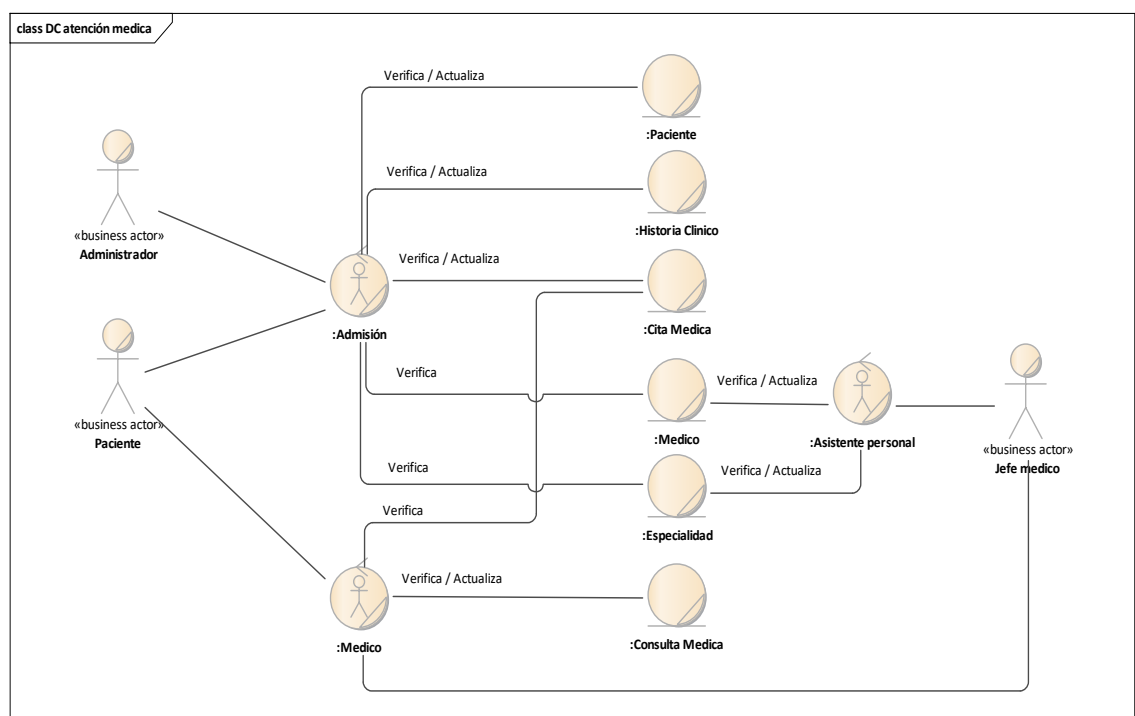 class DC atención medica
Verifica / Actualiza
:Paciente
«business actor»
Administrador
Verifica / Actualiza
:Historia Clinico
Verifica / Actualiza
:Admisión
:Cita Medica
«business actor»
Paciente
Verifica
:Medico
Verifica / Actualiza
:Asistente personal
«business actor»
Jefe medico
Verifica
Verifica / Actualiza
:Especialidad
Verifica
Verifica / Actualiza
:Medico
:Consulta Medica